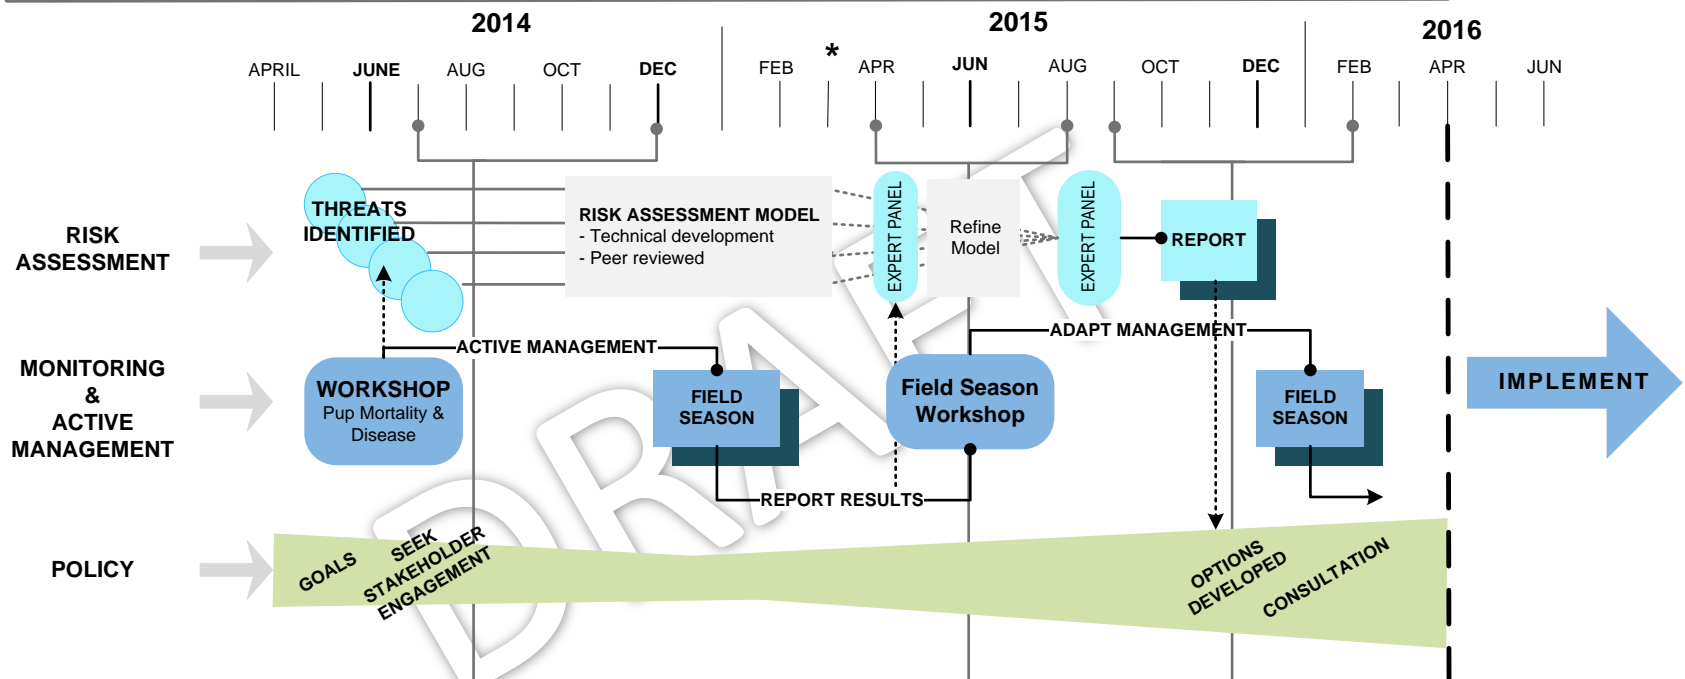 2014
2015
2016
*
APRIL
JUNE
AUG
OCT
DEC
FEB
APR
JUN
AUG
OCT
DEC
FEB
APR
JUN
RISK
ASSESSMENT
THREATS
IDENTIFIED
RISK ASSESSMENT MODEL
- Technical development
- Peer reviewed
EXPERT PANEL
Refine
Model
EXPERT PANEL
REPORT
MONITORING
&
ACTIVE
MANAGEMENT
ACTIVE MANAGEMENT
WORKSHOP
Pup Mortality &
Disease
FIELD
SEASON
REPORT RESULTS
Field Season
Workshop
ADAPT MANAGEMENT
FIELD
SEASON
IMPLEMENT
POLICY
GOALS
SEEK
STAKEHOLDER
ENGAGEMENT
OPTIONS
DEVELOPED
CONSULTATION
DRAFT